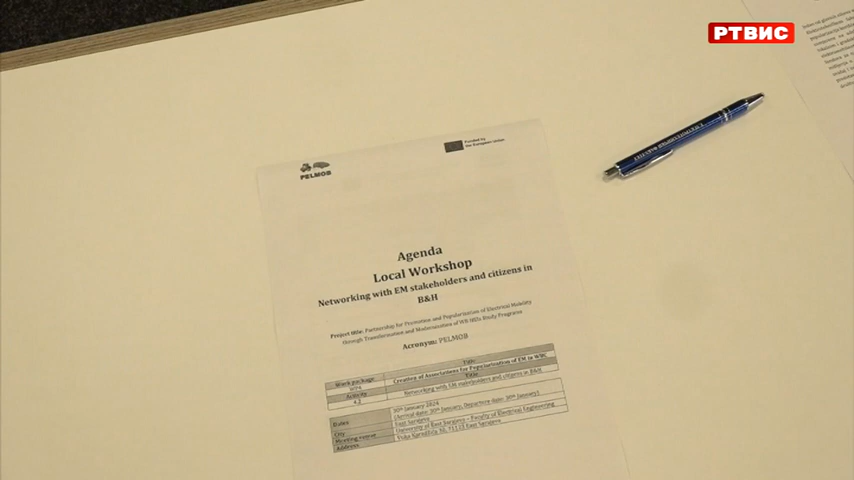 РТВИС
PELMOB
Funded by
the European Union
Agenda
Local Workshop
Networking with EM stakeholders and citizens in
B&H
Project title: Partnership for Promotion and Popularization of Electrical Mobility
through Transformation and Modernization of WB HEIs Study Programs
Acronym: PELMOB
Title
Work package Creation of Associations for Popularization of EM in WBC
WP4 Title
Activity Networking with EM stakeholders and citizens in B&H
4.2
Dates 30th January 2024
(Arrival date: 30th January, Departure date: 30th January)
City East Sarajevo
Meeting venue University of East Sarajevo – Faculty of Electrical Engineering
Address Vuka Karadžića 30, 71123 East Sarajevo